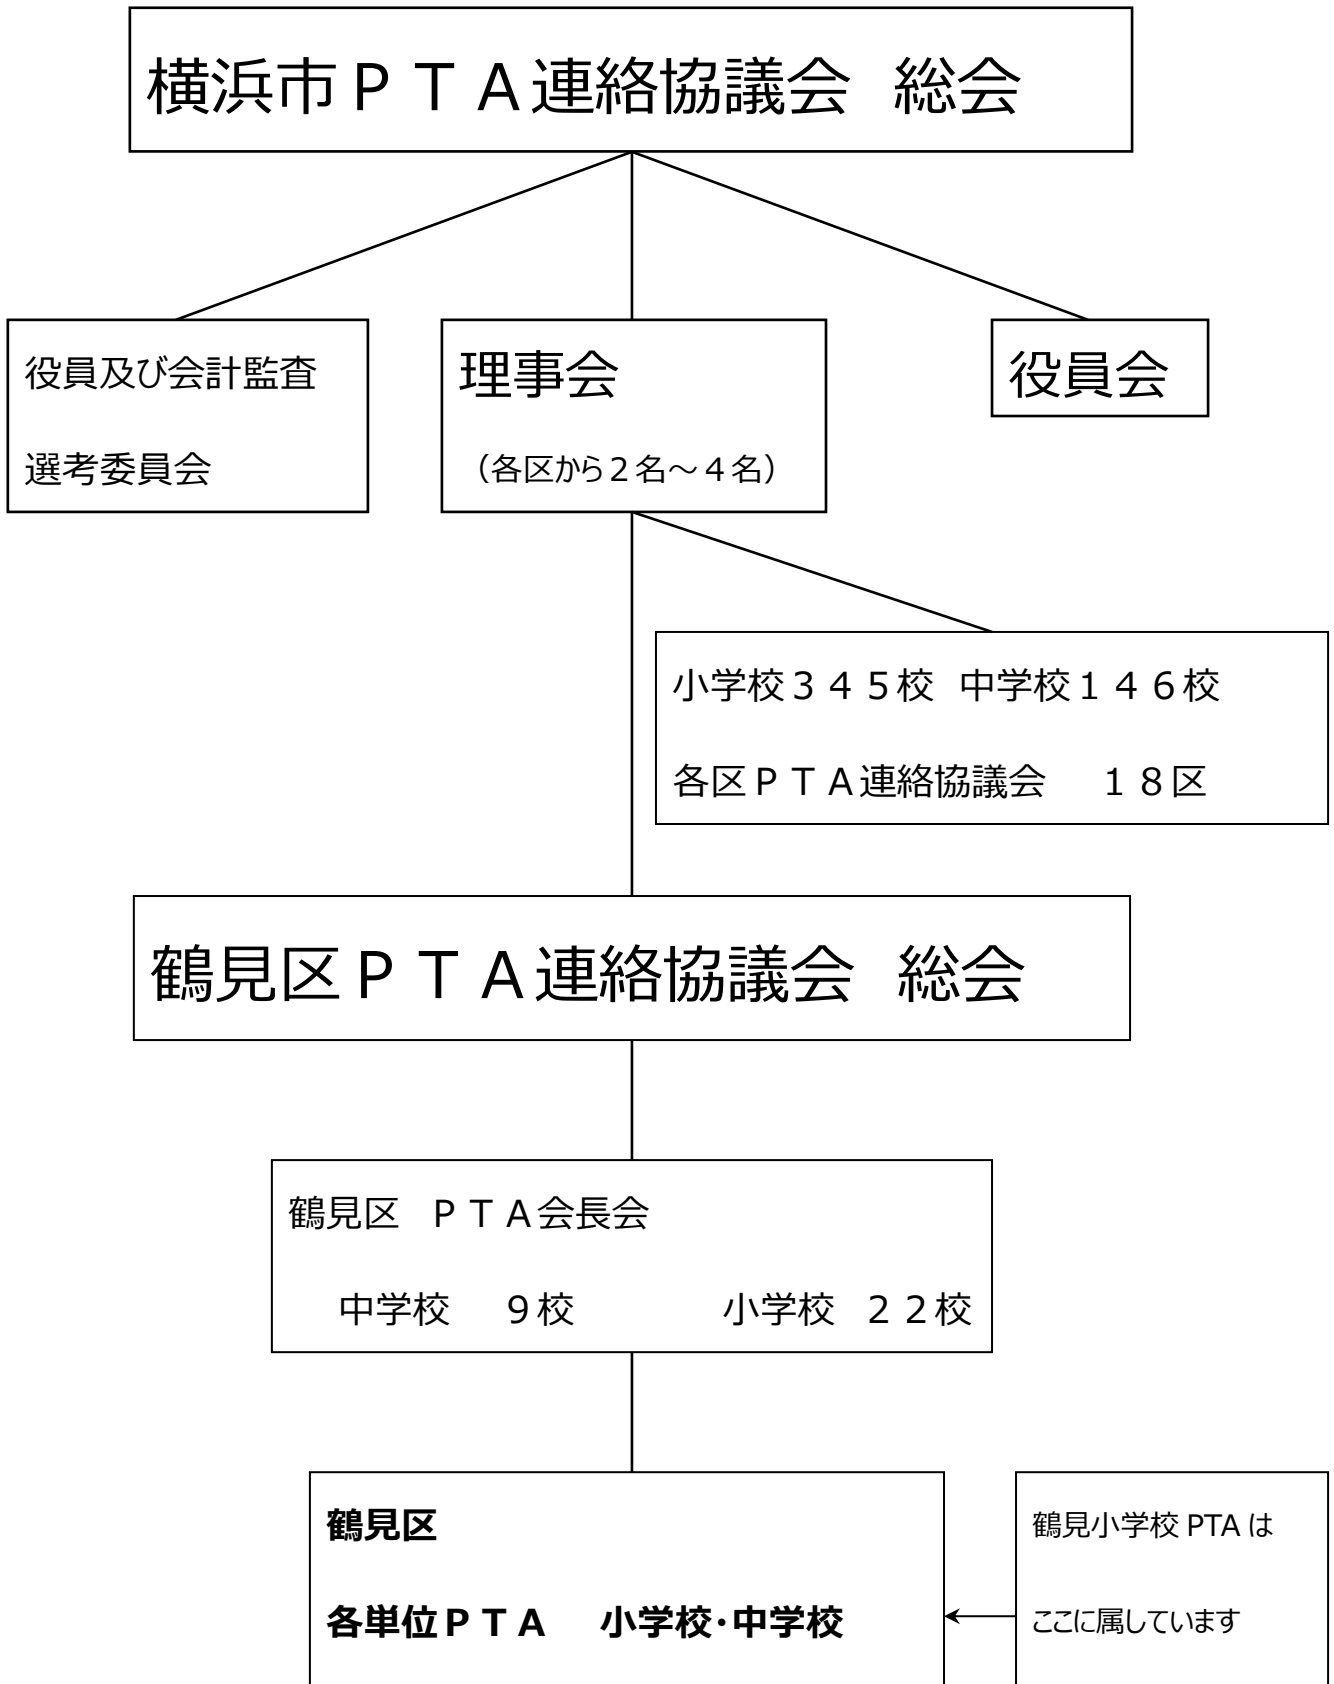 横浜市ＰＴＡ連絡協議会　総会
役員及び会計監査
選考委員会
理事会
（各区から２名～４名）
役員会
小学校３４５校　中学校１４６校
各区ＰＴＡ連絡協議会　１８区
鶴見区ＰＴＡ連絡協議会　総会
鶴見区　ＰＴＡ会長会
中学校　９校　　　　小学校　２２校
鶴見区
各単位ＰＴＡ　小学校・中学校
鶴見小学校 PTA は
ここに属しています